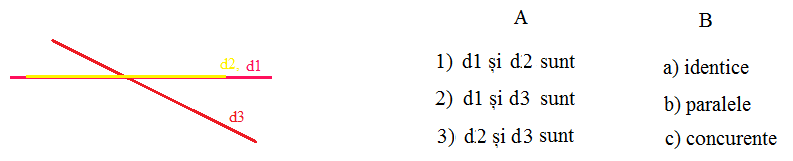 A B
d2, d1
1) d1 și d2 sunt a) identice
2) d1 și d3 sunt b) paralele
d3
3) d2 și d3 sunt c) concurente